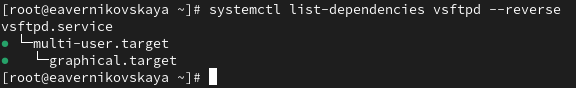 [root@eavernikovskaya ~]# systemctl list-dependencies vsftpd --reverse
vsftpd.service
● └─multi-user.target
●   └─graphical.target
[root@eavernikovskaya ~]#